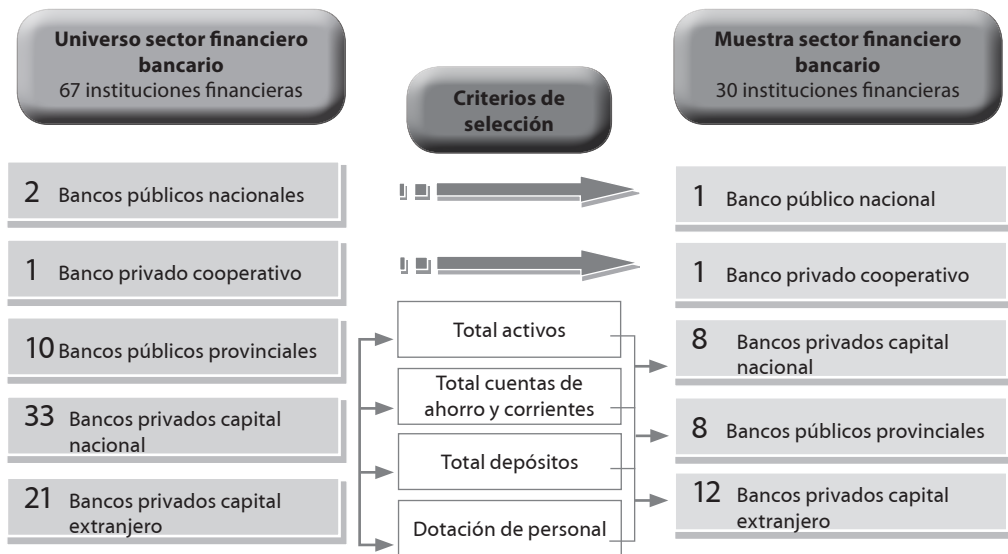 Universo sector financiero
bancario
67 instituciones financieras
2 Bancos públicos nacionales
1 Banco privado cooperativo
10 Bancos públicos provinciales
33 Bancos privados capital
nacional
21 Bancos privados capital
extranjero
Criterios de
selección
Total activos
Total cuentas de
ahorro y corrientes
Total depósitos
Dotación de personal
Muestra sector financiero
bancario
30 instituciones financieras
1 Banco público nacional
1 Banco privado cooperativo
8 Bancos privados capital
nacional
8 Bancos públicos provinciales
12 Bancos privados capital
extranjero